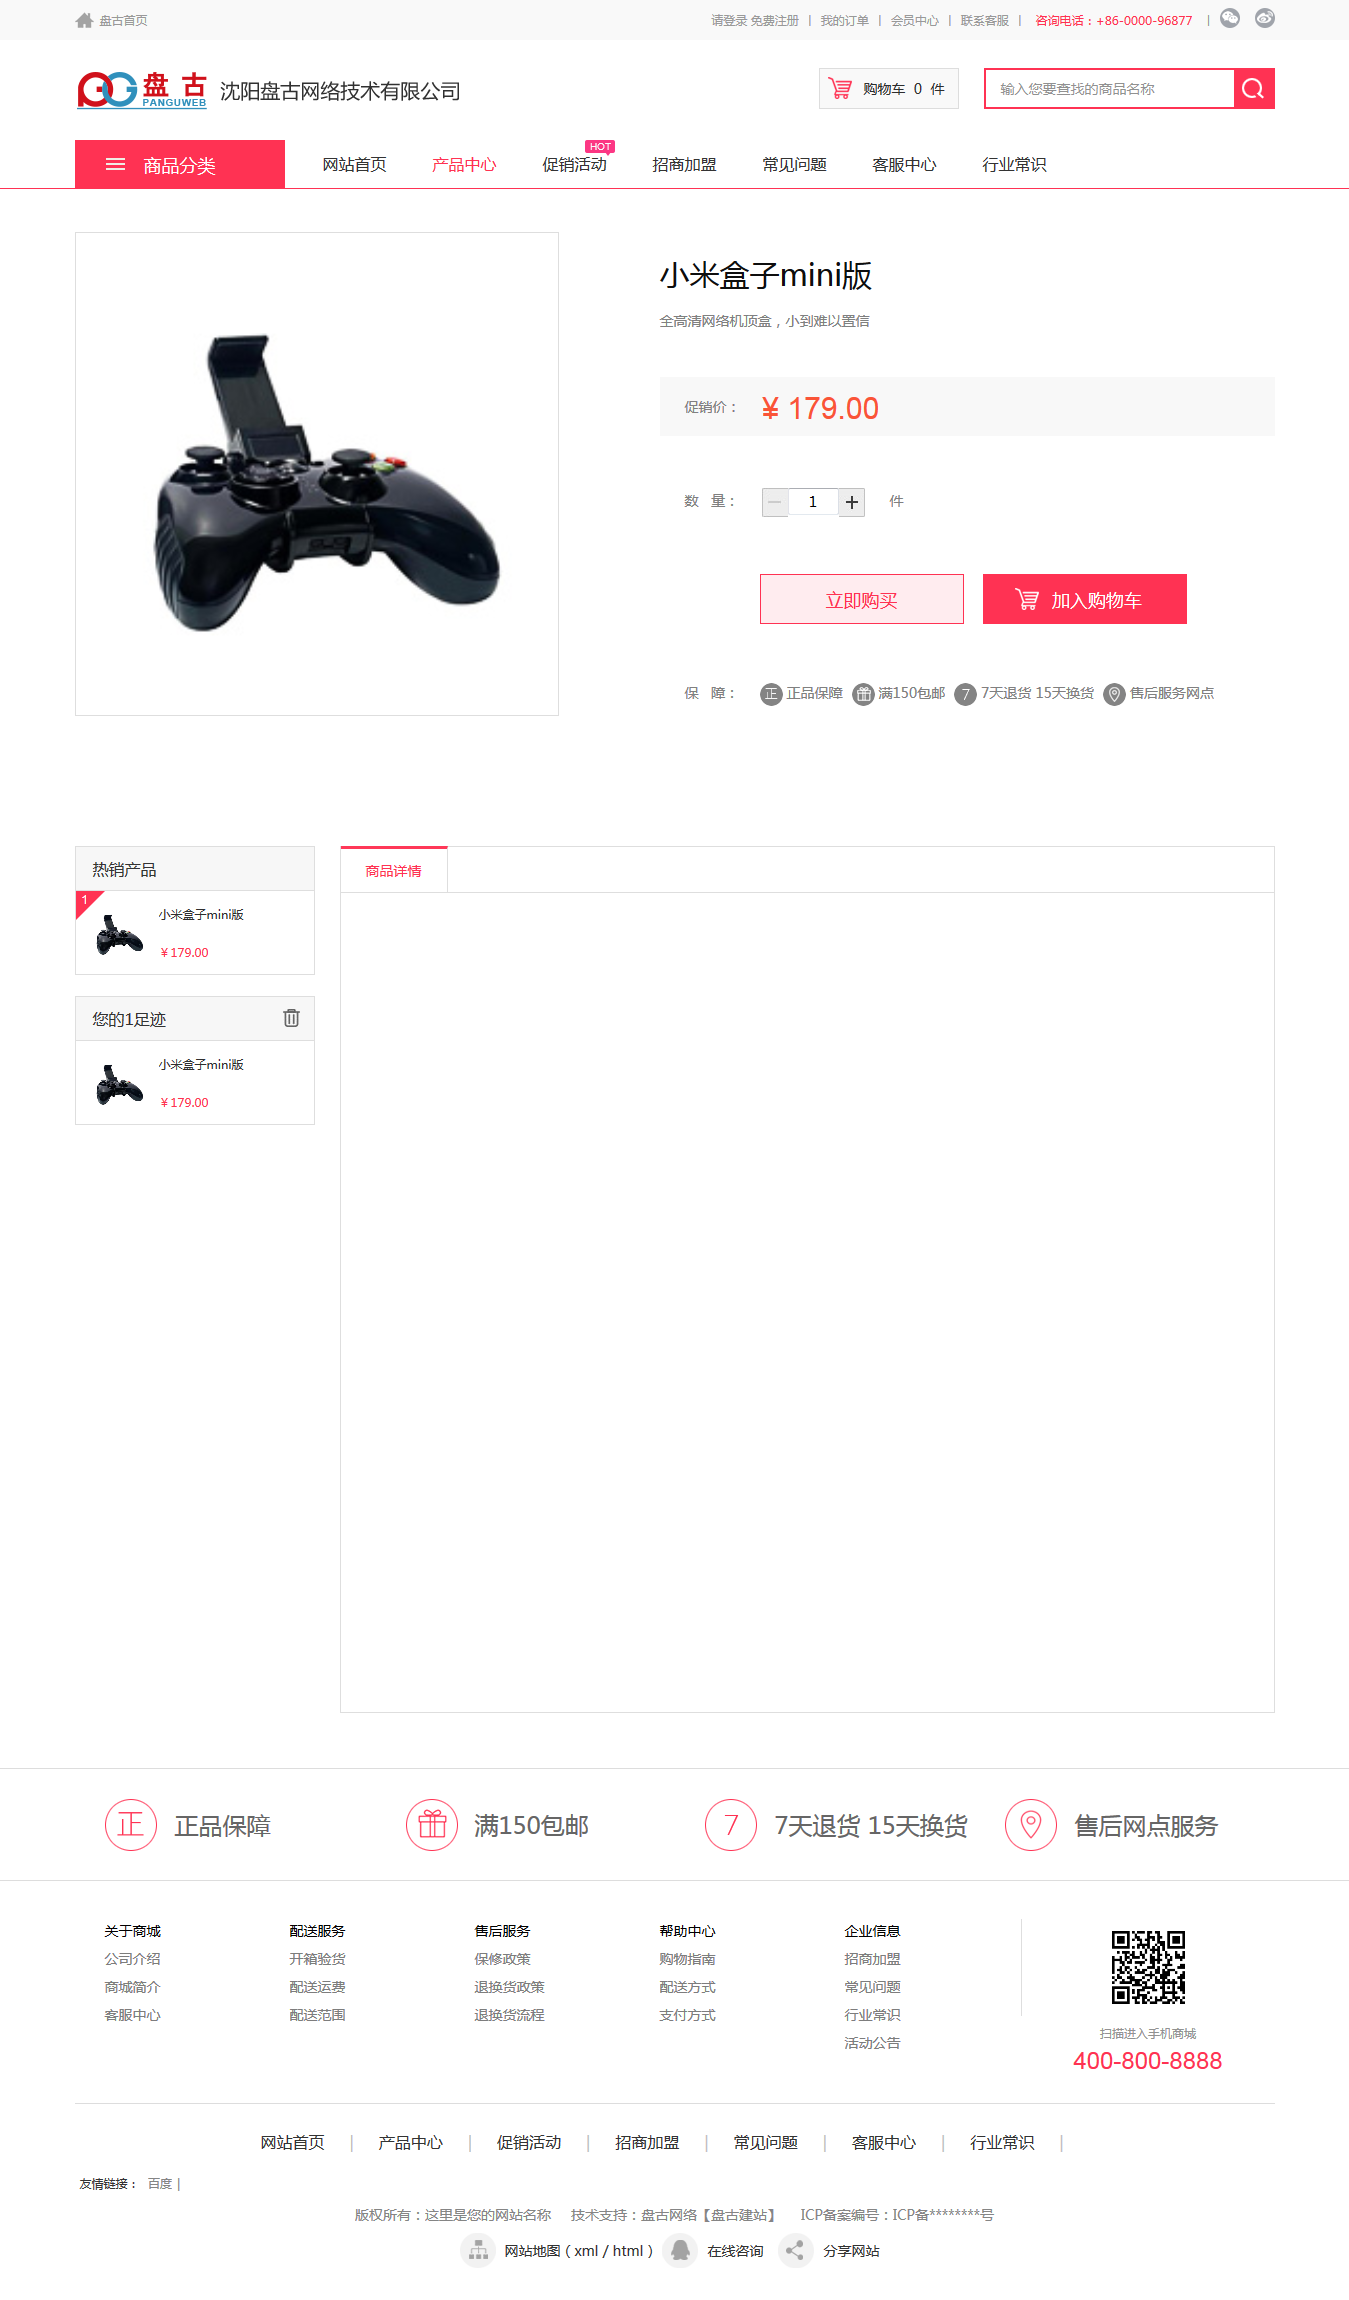 盘古首页
请登录 免费注册 | 我的订单 | 会员中心 | 联系客服 | 咨询电话：+86-0000-96877 |
盘古
PANGUWEB
沈阳盘古网络技术有限公司
购物车 0 件
输入您要查找的商品名称
商品分类
网站首页 产品中心 促销活动 HOT 招商加盟 常见问题 客服中心 行业常识
小米盒子mini版
全高清网络机顶盒，小到难以置信
促销价： ¥ 179.00
数 量： 1 件
立即购买
加入购物车
保 障： 正 正品保障 满150包邮 7 7天退货 15天换货 售后服务网点
热销产品
1
小米盒子mini版
¥ 179.00
您的1足迹
小米盒子mini版
¥ 179.00
商品详情
正 正品保障
满150包邮
7 7天退货 15天换货
售后网点服务
关于商城
公司介绍
商城简介
客服中心
配送服务
开箱验货
配送运费
配送范围
售后服务
保修政策
退换货政策
退换货流程
帮助中心
购物指南
配送方式
支付方式
企业信息
招商加盟
常见问题
行业常识
活动公告
扫描进入手机商城
400-800-8888
网站首页 | 产品中心 | 促销活动 | 招商加盟 | 常见问题 | 客服中心 | 行业常识 |
友情链接： 百度 |
版权所有：这里是您的网站名称 技术支持：盘古网络【盘古建站】 ICP备案编号：ICP备********号
网站地图（xml / html） 在线咨询 分享网站